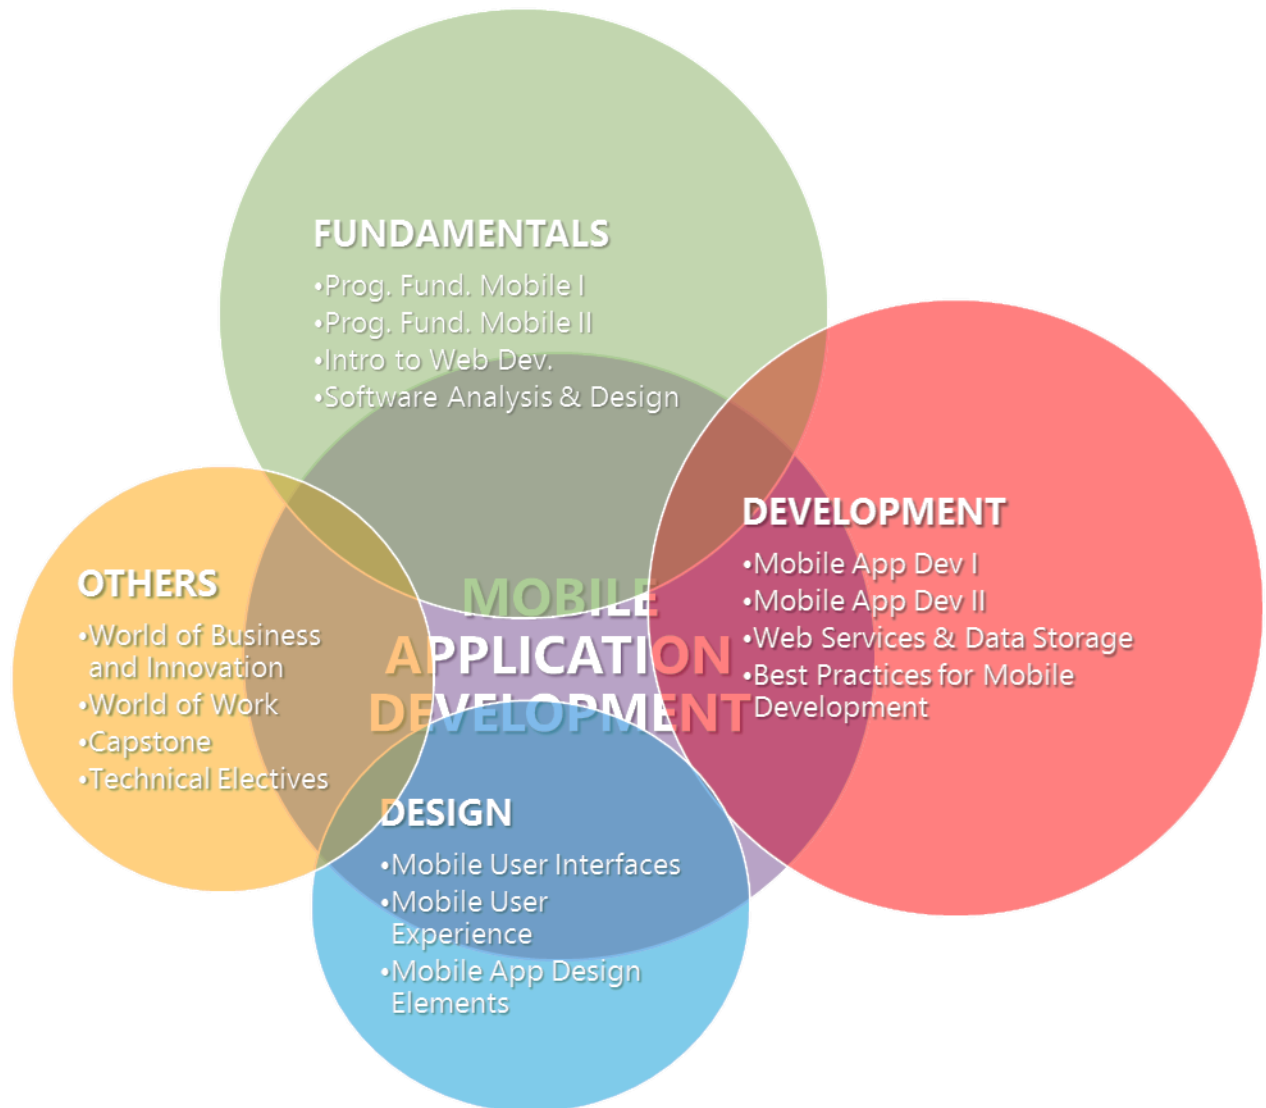 FUNDAMENTALS
•Prog. Fund. Mobile I
•Prog. Fund. Mobile II
•Intro to Web Dev.
•Software Analysis & Design
DEVELOPMENT
•Mobile App Dev I
•Mobile App Dev II
•Web Services & Data Storage
•Best Practices for Mobile
Development
OTHERS
•World of Business
and Innovation
•World of Work
•Capstone
•Technical Electives
MOBILE
APPLICATION
DEVELOPMENT
DESIGN
•Mobile User Interfaces
•Mobile User
Experience
•Mobile App Design
Elements